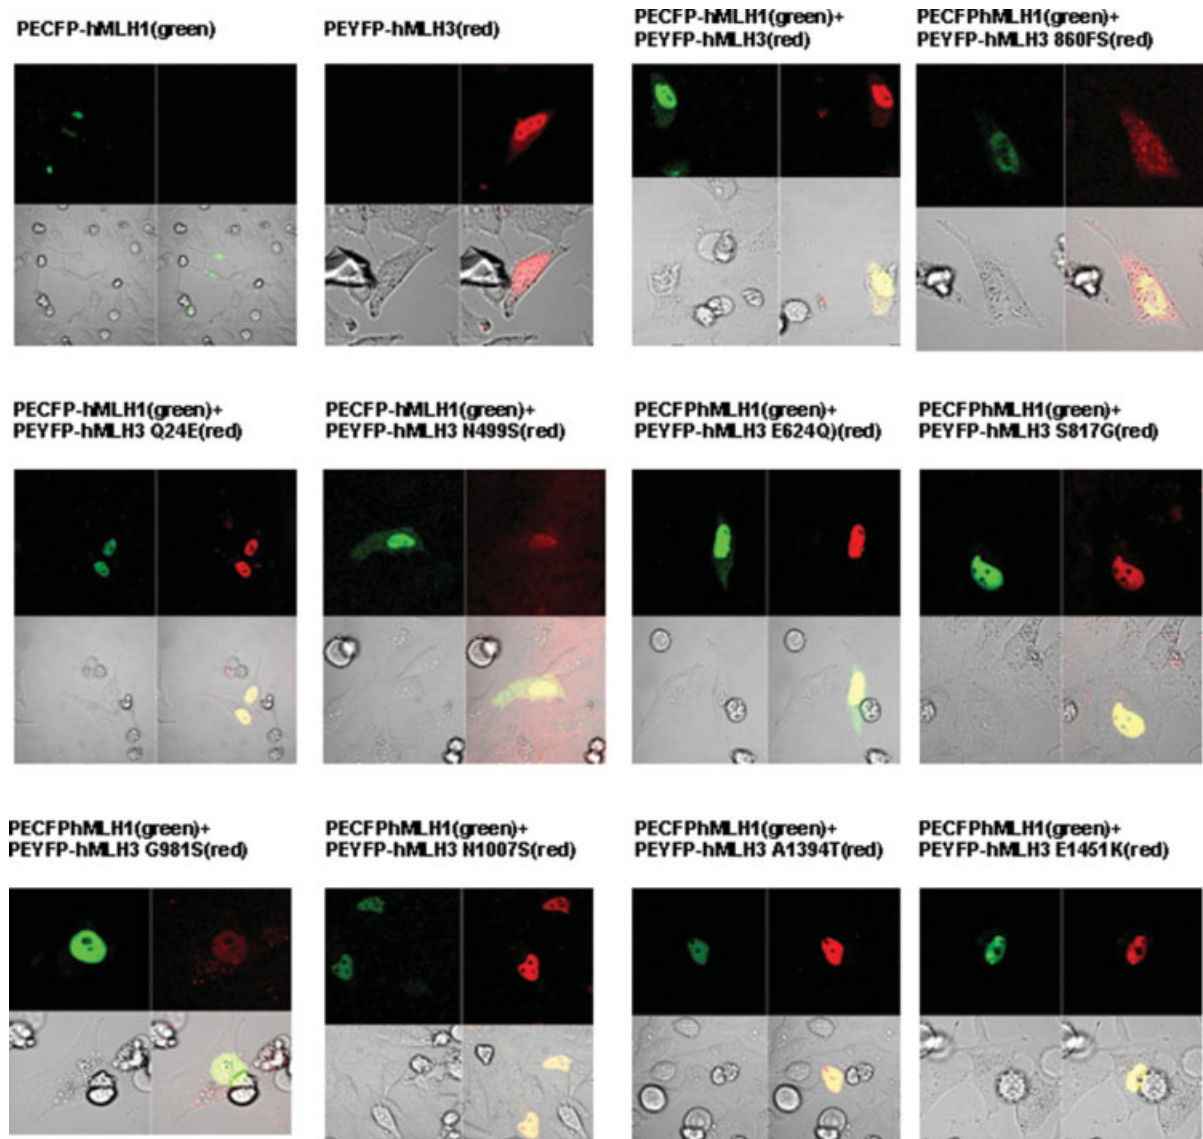 PECFP-hMLH1(green)
PEYFP-hMLH3(red)
PECFP-hMLH1(green)+
PEYFP-hMLH3(red)
PECFPhMLH1(green)+
PEYFP-hMLH3 860FS(red)
PECFP-hMLH1(green)+
PEYFP-hMLH3 Q24E(red)
PECFP-hMLH1(green)+
PEYFP-hMLH3 N499S(red)
PECFPhMLH1(green)+
PEYFP-hMLH3 E624Q)(red)
PECFPhMLH1(green)+
PEYFP-hMLH3 S817G(red)
PECFPhMLH1(green)+
PEYFP-hMLH3 G981S(red)
PECFPhMLH1(green)+
PEYFP-hMLH3 N1007S(red)
PECFPhMLH1(green)+
PEYFP-hMLH3 A1394T(red)
PECFPhMLH1(green)+
PEYFP-hMLH3 E1451K(red)